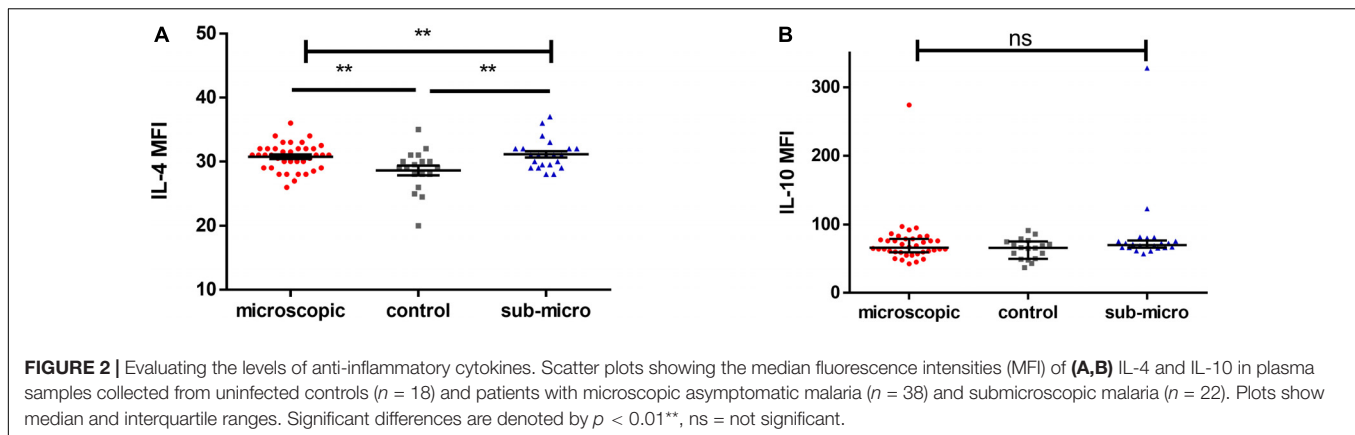 A
IL-4 MFI
50
40
30
20
10
**
**
**
microscopic control sub-micro
B
IL-10 MFI
300
200
100
0
ns
microscopic control sub-micro
FIGURE 2 | Evaluating the levels of anti-inflammatory cytokines. Scatter plots showing the median fluorescence intensities (MFI) of (A,B) IL-4 and IL-10 in plasma
samples collected from uninfected controls (n = 18) and patients with microscopic asymptomatic malaria (n = 38) and submicroscopic malaria (n = 22). Plots show
median and interquartile ranges. Significant differences are denoted by p < 0.01**, ns = not significant.